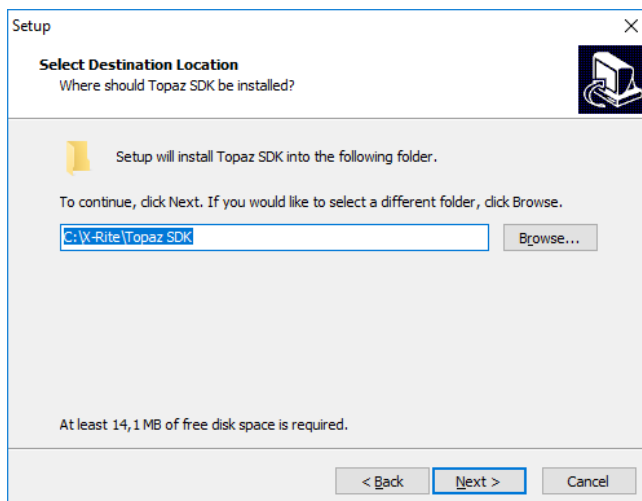 Setup
Select Destination Location
Where should Topaz SDK be installed?
Setup will install Topaz SDK into the following folder.
To continue, click Next. If you would like to select a different folder, click Browse.
C:\X-Rite\Topaz SDK
Browse...
At least 14,1 MB of free disk space is required.
< Back
Next >
Cancel